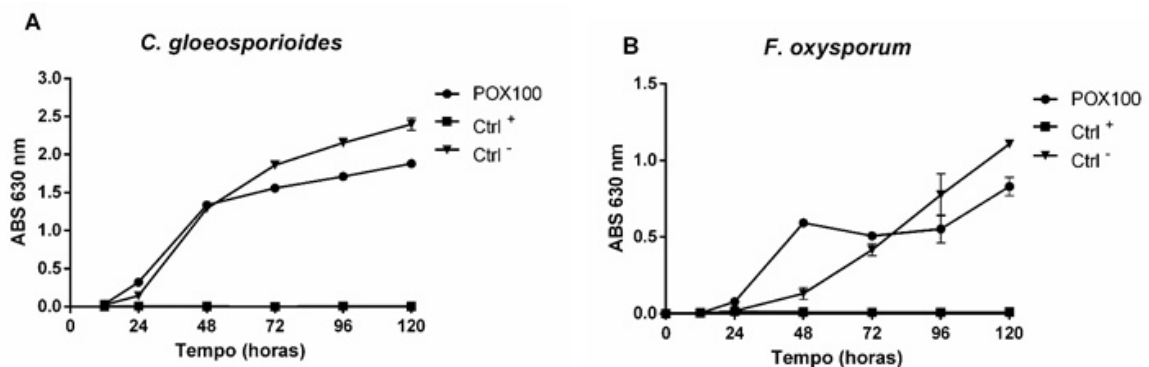 A
C. gloeosporioides
ABS 630 nm
3.0
2.5
2.0
1.5
1.0
0.5
0.0
0 24 48 72 96 120
Tempo (horas)
POX100
Ctrl +
Ctrl -
B
F. oxysporum
ABS 630 nm
1.5
1.0
0.5
0.0
0 24 48 72 96 120
Tempo (horas)
POX100
Ctrl +
Ctrl -